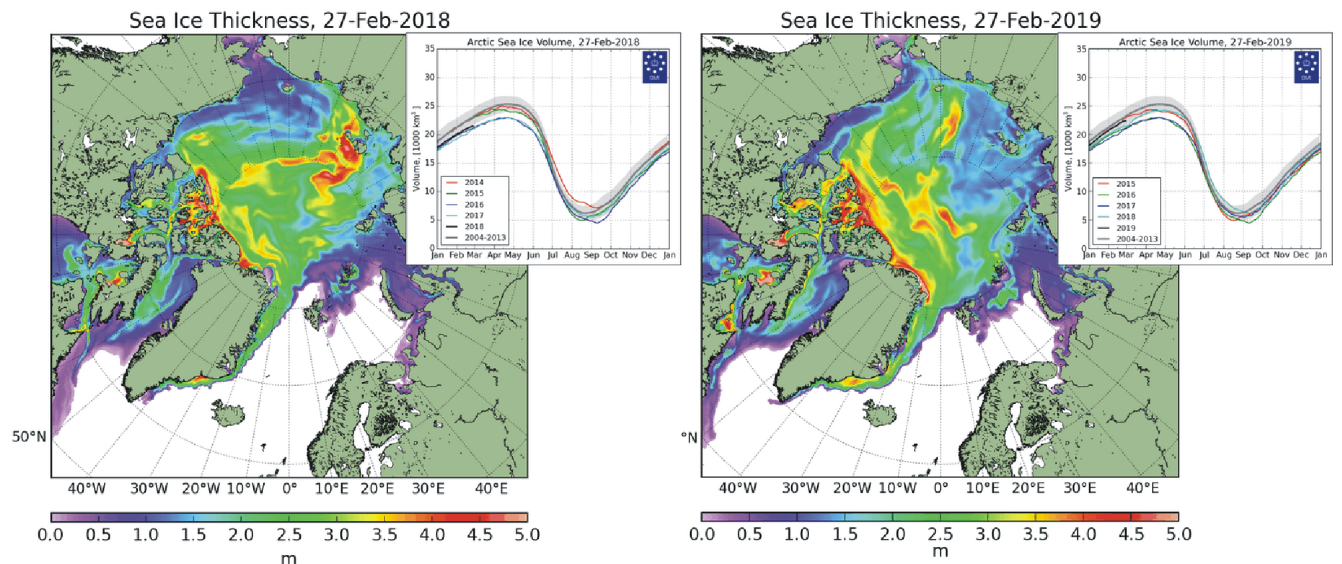 Sea Ice Thickness, 27-Feb-2018
Arctic Sea Ice Volume, 27-Feb-2018
Volume, [1000 km³]
35
30
25
20
15
10
5
0
2014
2015
2016
2017
2018
2004-2013
Jan Feb Mar Apr May Jun Jul Aug Sep Oct Nov Dec Jan
50°N
40°W 30°W 20°W 10°W 0° 10°E 20°E 30°E 40°E
0.0 0.5 1.0 1.5 2.0 2.5 3.0 3.5 4.0 4.5 5.0
m
Sea Ice Thickness, 27-Feb-2019
Arctic Sea Ice Volume, 27-Feb-2019
Volume, [1000 km³]
35
30
25
20
15
10
5
0
2015
2016
2017
2018
2019
2004-2013
Jan Feb Mar Apr May Jun Jul Aug Sep Oct Nov Dec Jan
°N
40°W 30°W 20°W 10°W 0° 10°E 20°E 30°E 40°E
0.0 0.5 1.0 1.5 2.0 2.5 3.0 3.5 4.0 4.5 5.0
m